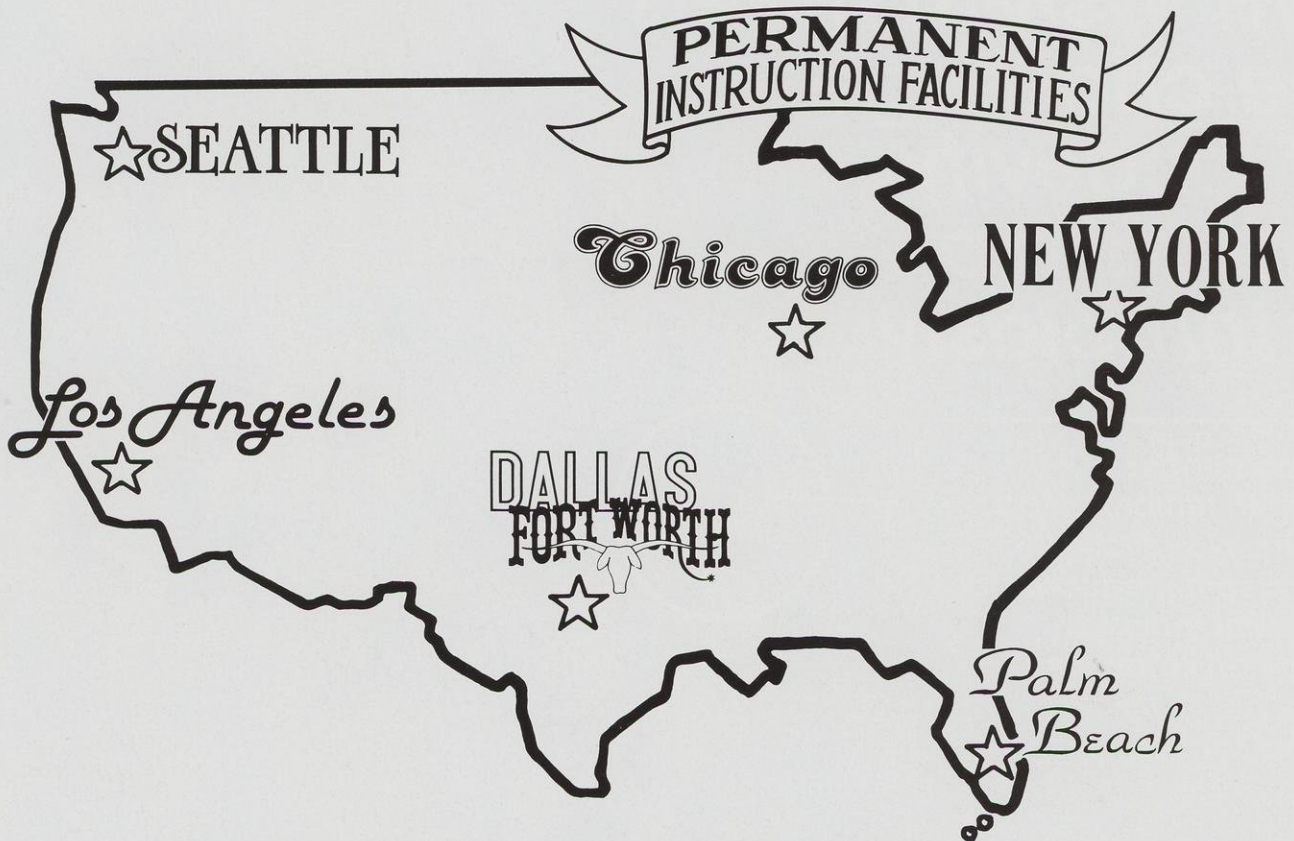 PERMANENT
INSTRUCTION FACILITIES
SEATTLE
Chicago
NEW YORK
Los Angeles
DALLAS
FORT WORTH
Palm
Beach